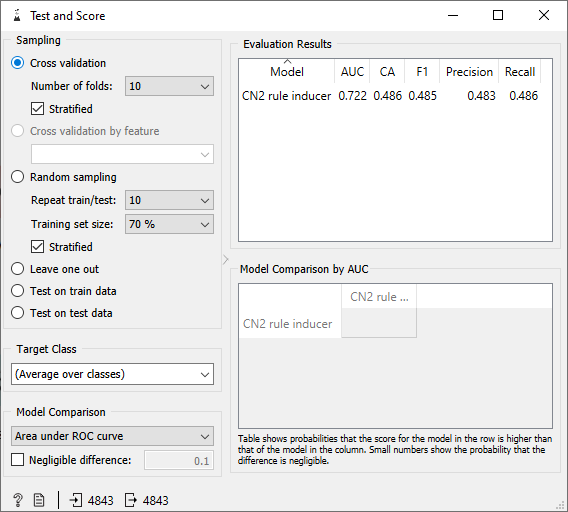 Test and Score
Sampling
Cross validation
Number of folds: 10
Stratified
Cross validation by feature
Random sampling
Repeat train/test: 10
Training set size: 70 %
Stratified
Leave one out
Test on train data
Test on test data
Target Class
(Average over classes)
Model Comparison
Area under ROC curve
Negligible difference: 0.1
? 4843 4843
Evaluation Results
Model AUC CA F1 Precision Recall
CN2 rule inducer 0.722 0.486 0.485 0.483 0.486
Model Comparison by AUC
CN2 rule ...
CN2 rule inducer
Table shows probabilities that the score for the model in the row is higher than
that of the model in the column. Small numbers show the probability that the
difference is negligible.